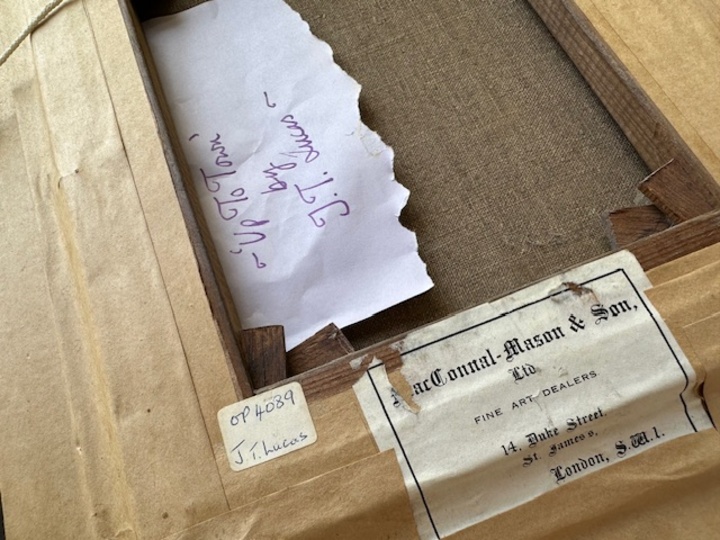 ~ 'Up To Town'
by
J.T. Lucas ~
OP 4089
J.T. Lucas
MacConnal-Mason & Son,
Ltd
FINE ART DEALERS
14, Duke Street,
St. James's,
London, S.W.1.